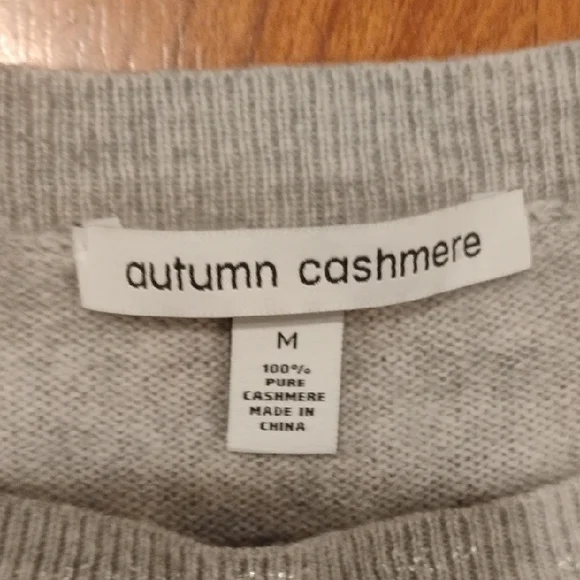 autumn cashmere
M
100%
PURE
CASHMERE
MADE IN
CHINA